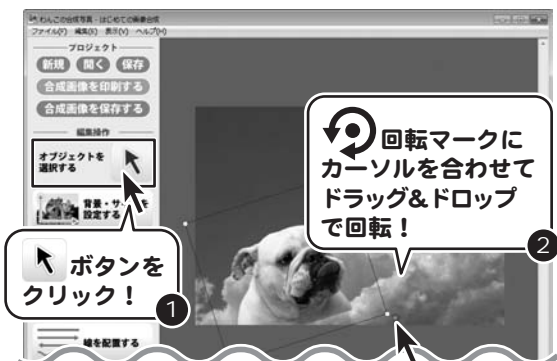 わんこの合成写真 - はじめての画像合成
ファイル(F) 編集(E) 表示(V) ヘルプ(H)
プロジェクト
新規 開く 保存
合成画像を印刷する
合成画像を保存する
編集操作
オブジェクトを
選択する
背景・サイズを
設定する
ボタンを
クリック！
1
回転マークに
カーソルを合わせて
ドラッグ&ドロップ
で回転！
2
線を配置する